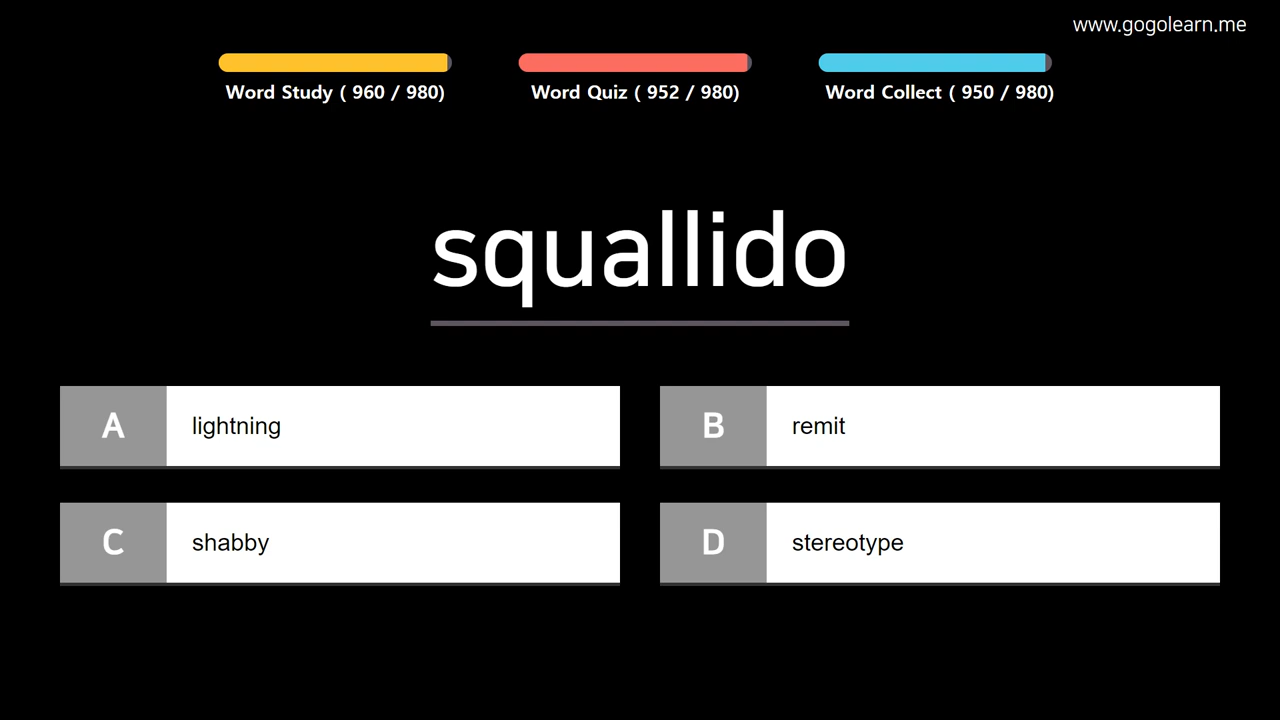 www.gogolearn.me
Word Study ( 960 / 980)
Word Quiz ( 952 / 980)
Word Collect ( 950 / 980)
squallido
A lightning
B remit
C shabby
D stereotype